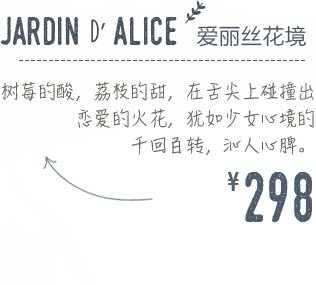 JARDIN D' ALICE 爱丽丝花境
树莓的酸，荔枝的甜，在舌尖上碰撞出
恋爱的火花，犹如少女心境的
千回百转，沁人心脾。
¥298